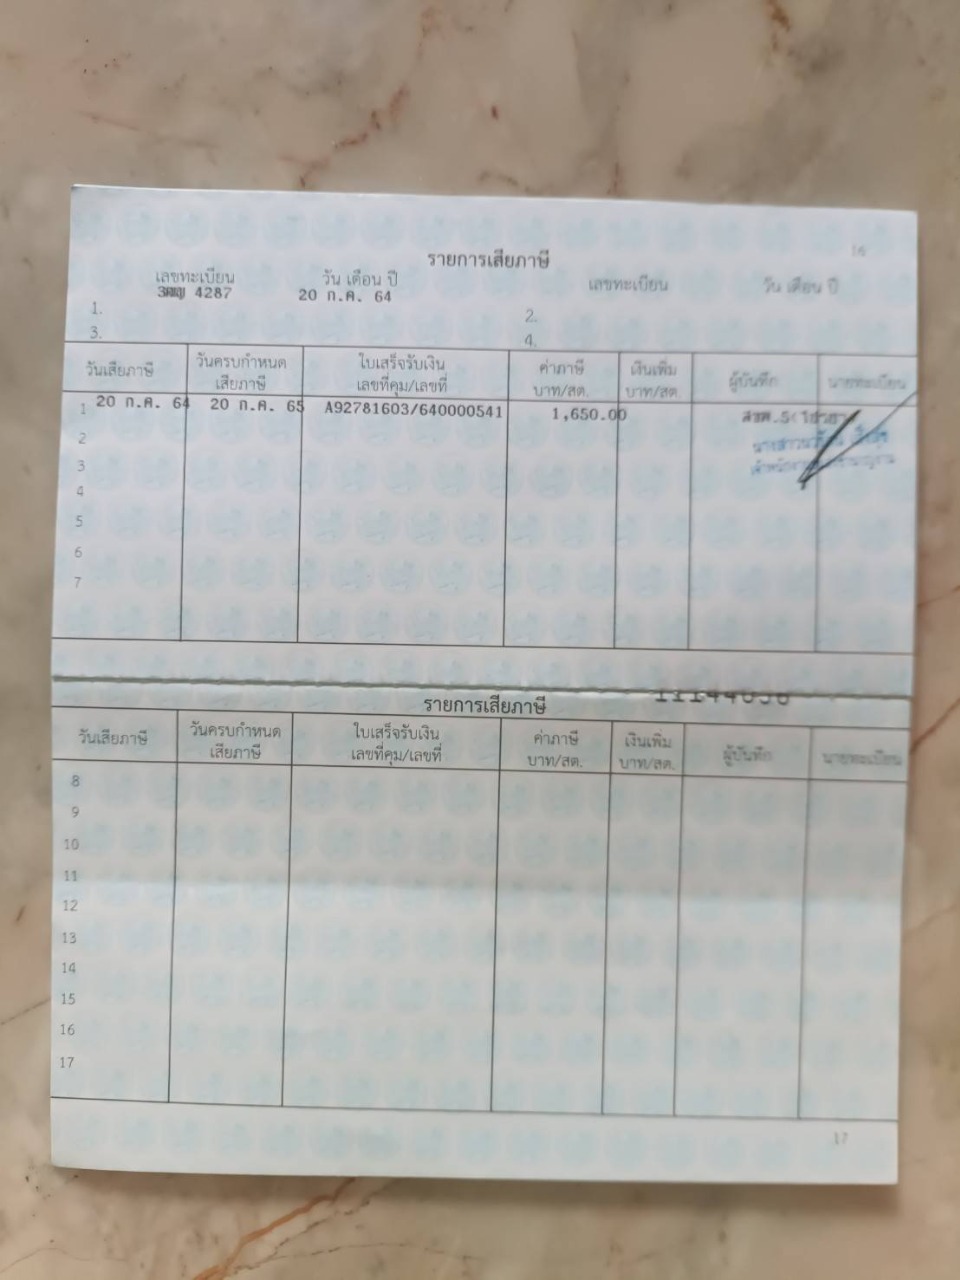 16
รายการเสียภาษี
เลขทะเบียน วัน เดือน ปี เลขทะเบียน วัน เดือน ปี
4287 20 ก.ค. 64
1. 2.
3. 4.
วันเสียภาษี วันครบกำหนด ใบเสร็จรับเงิน ค่าภาษี เงินเพิ่ม ผู้บันทึก นายทะเบียน
เสียภาษี เลขที่คุม/เลขที่ บาท/สต. บาท/สต.
1 20 ก.ค. 64 20 ก.ค. 65 A92781603/640000541 1,650.00
2
3
4
5
6
7
รายการเสียภาษี
วันเสียภาษี วันครบกำหนด ใบเสร็จรับเงิน ค่าภาษี เงินเพิ่ม ผู้บันทึก นายทะเบียน
เสียภาษี เลขที่คุม/เลขที่ บาท/สต. บาท/สต.
8
9
10
11
12
13
14
15
16
17
17